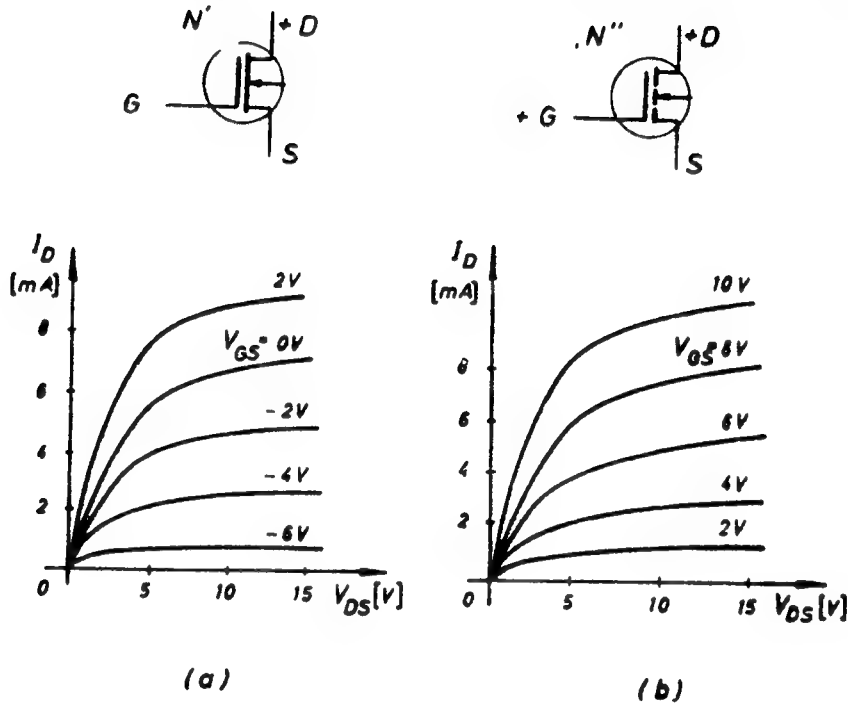 N'
+ D
G
S
. N''
+D
+ G
S
I_D
[mA]
8
6
4
2
0
5
10
15
V_DS [V]
2V
V_GS= 0V
-2V
-4V
-6V
(a)
I_D
[mA]
8
6
4
2
0
5
10
15
V_DS [V]
10V
V_GS= 8V
6V
4V
2V
(b)